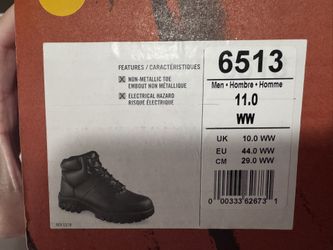 FEATURES / CARACTÉRISTIQUES
NON-METALLIC TOE
EMBOUT NON MÉTALLIQUE
ELECTRICAL HAZARD
RISQUE ÉLECTRIQUE
6513
Men • Hombre • Homme
11.0
WW
UK 10.0 WW
EU 44.0 WW
CM 29.0 WW
0 00333 62673 1